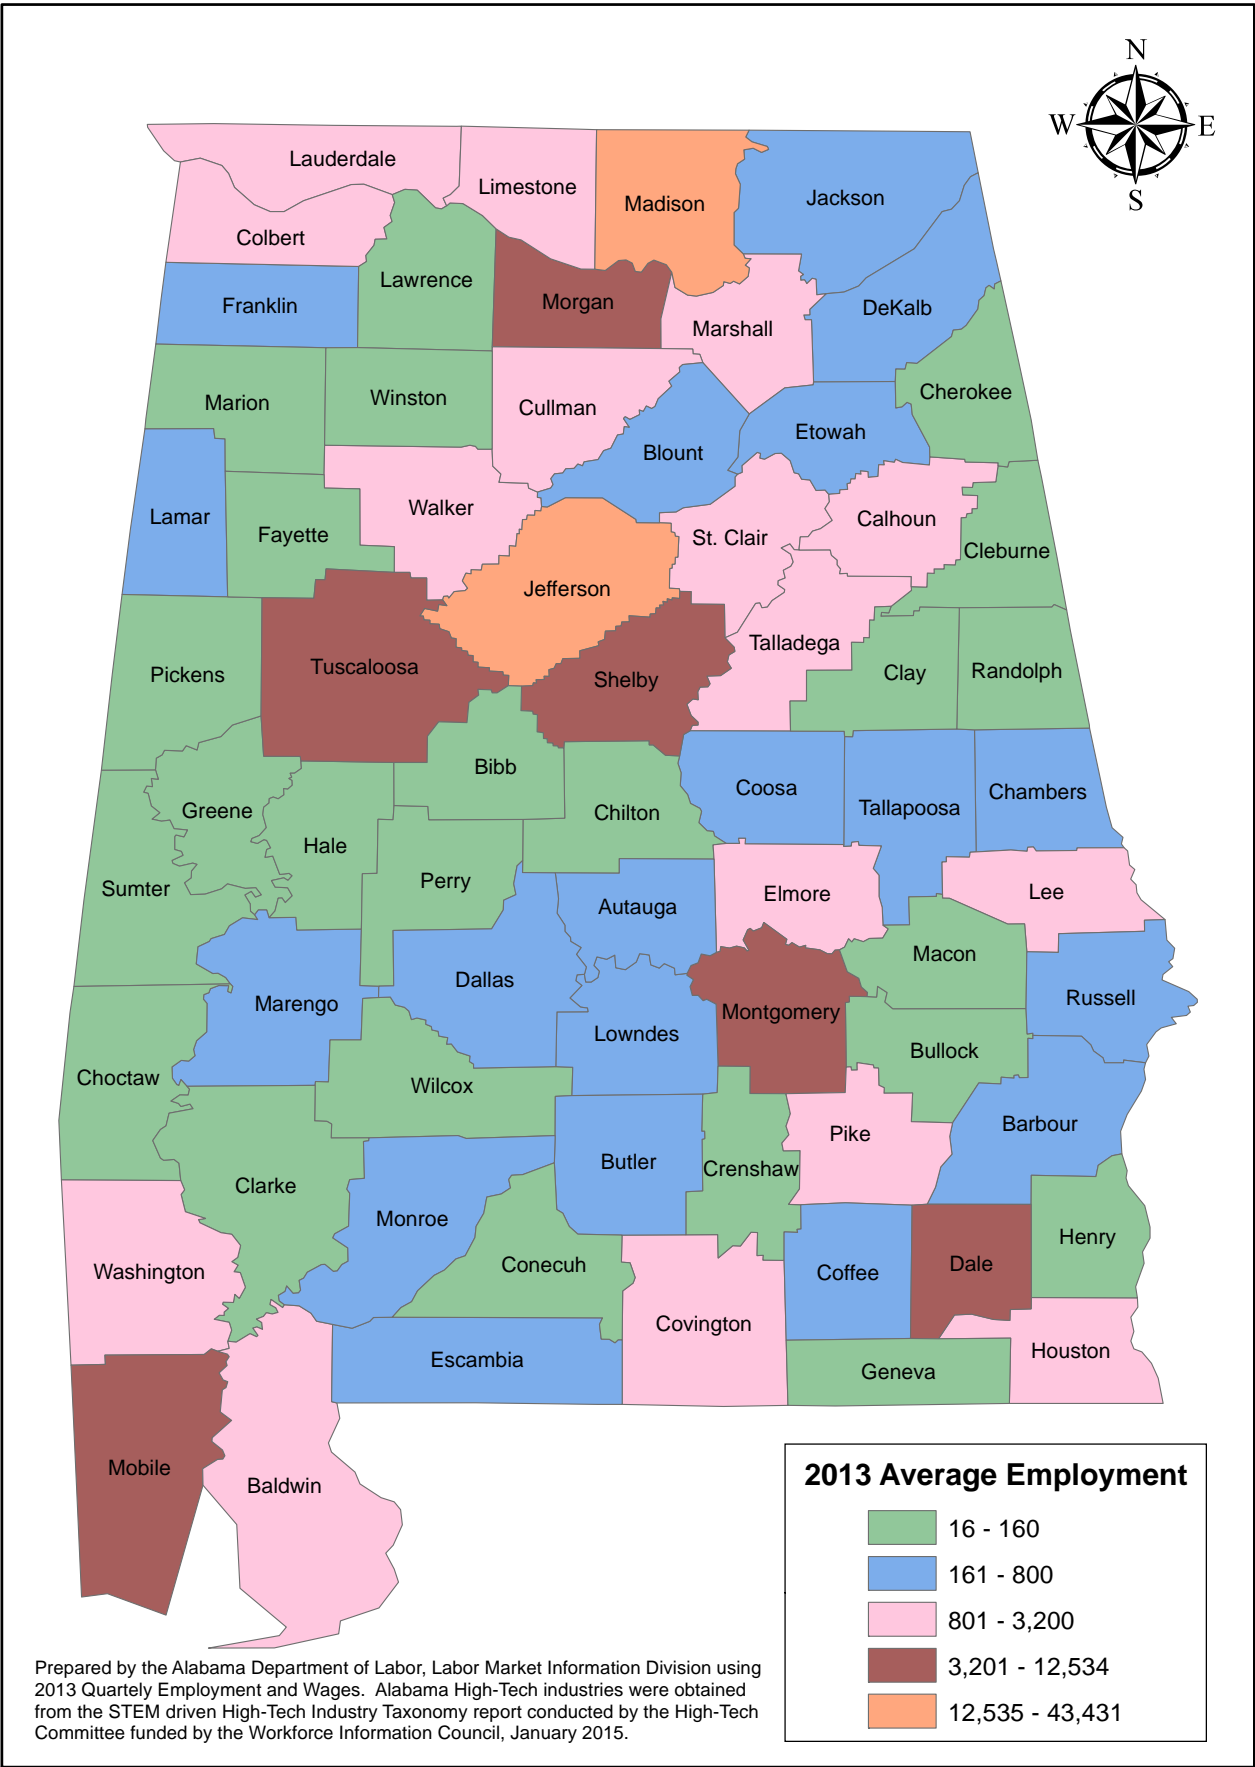 N
W
E
S
Lauderdale
Limestone
Madison
Jackson
Colbert
Lawrence
Franklin
Morgan
DeKalb
Marshall
Cherokee
Marion
Winston
Cullman
Etowah
Blount
Lamar
Walker
Calhoun
Fayette
St. Clair
Cleburne
Jefferson
Talladega
Tuscaloosa
Pickens
Shelby
Clay
Randolph
Bibb
Coosa
Chambers
Tallapoosa
Greene
Chilton
Hale
Sumter
Perry
Elmore
Lee
Autauga
Macon
Dallas
Marengo
Russell
Montgomery
Lowndes
Bullock
Choctaw
Wilcox
Barbour
Pike
Butler
Crenshaw
Clarke
Monroe
Henry
Washington
Conecuh
Coffee
Dale
Covington
Houston
Escambia
Geneva
Mobile
Baldwin
2013 Average Employment
16 - 160
161 - 800
801 - 3,200
3,201 - 12,534
12,535 - 43,431
Prepared by the Alabama Department of Labor, Labor Market Information Division using
2013 Quartely Employment and Wages. Alabama High-Tech industries were obtained
from the STEM driven High-Tech Industry Taxonomy report conducted by the High-Tech
Committee funded by the Workforce Information Council, January 2015.